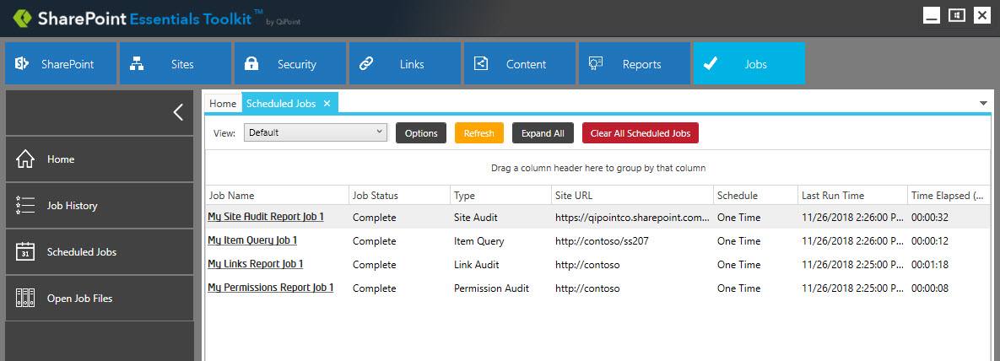 SharePoint Essentials Toolkit™ by QiPoint
SharePoint Sites Security Links Content Reports Jobs
Home Scheduled Jobs ×
View: Default Options Refresh Expand All Clear All Scheduled Jobs
Drag a column header here to group by that column
Job Name Job Status Type Site URL Schedule Last Run Time Time Elapsed (...
My Site Audit Report Job 1 Complete Site Audit https://qipointco.sharepoint.com... One Time 11/26/2018 2:26:00 P... 00:00:32
My Item Query Job 1 Complete Item Query http://contoso/ss207 One Time 11/26/2018 2:26:00 P... 00:00:12
My Links Report Job 1 Complete Link Audit http://contoso One Time 11/26/2018 2:25:00 P... 00:01:18
My Permissions Report Job 1 Complete Permission Audit http://contoso One Time 11/26/2018 2:25:00 P... 00:00:08
Home
Job History
31 Scheduled Jobs
Open Job Files